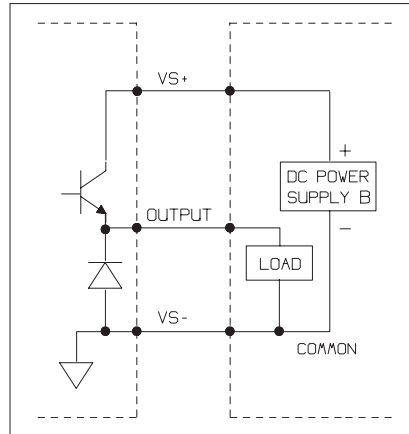 VS+
+
DC POWER
SUPPLY B
OUTPUT
−
LOAD
VS-
COMMON